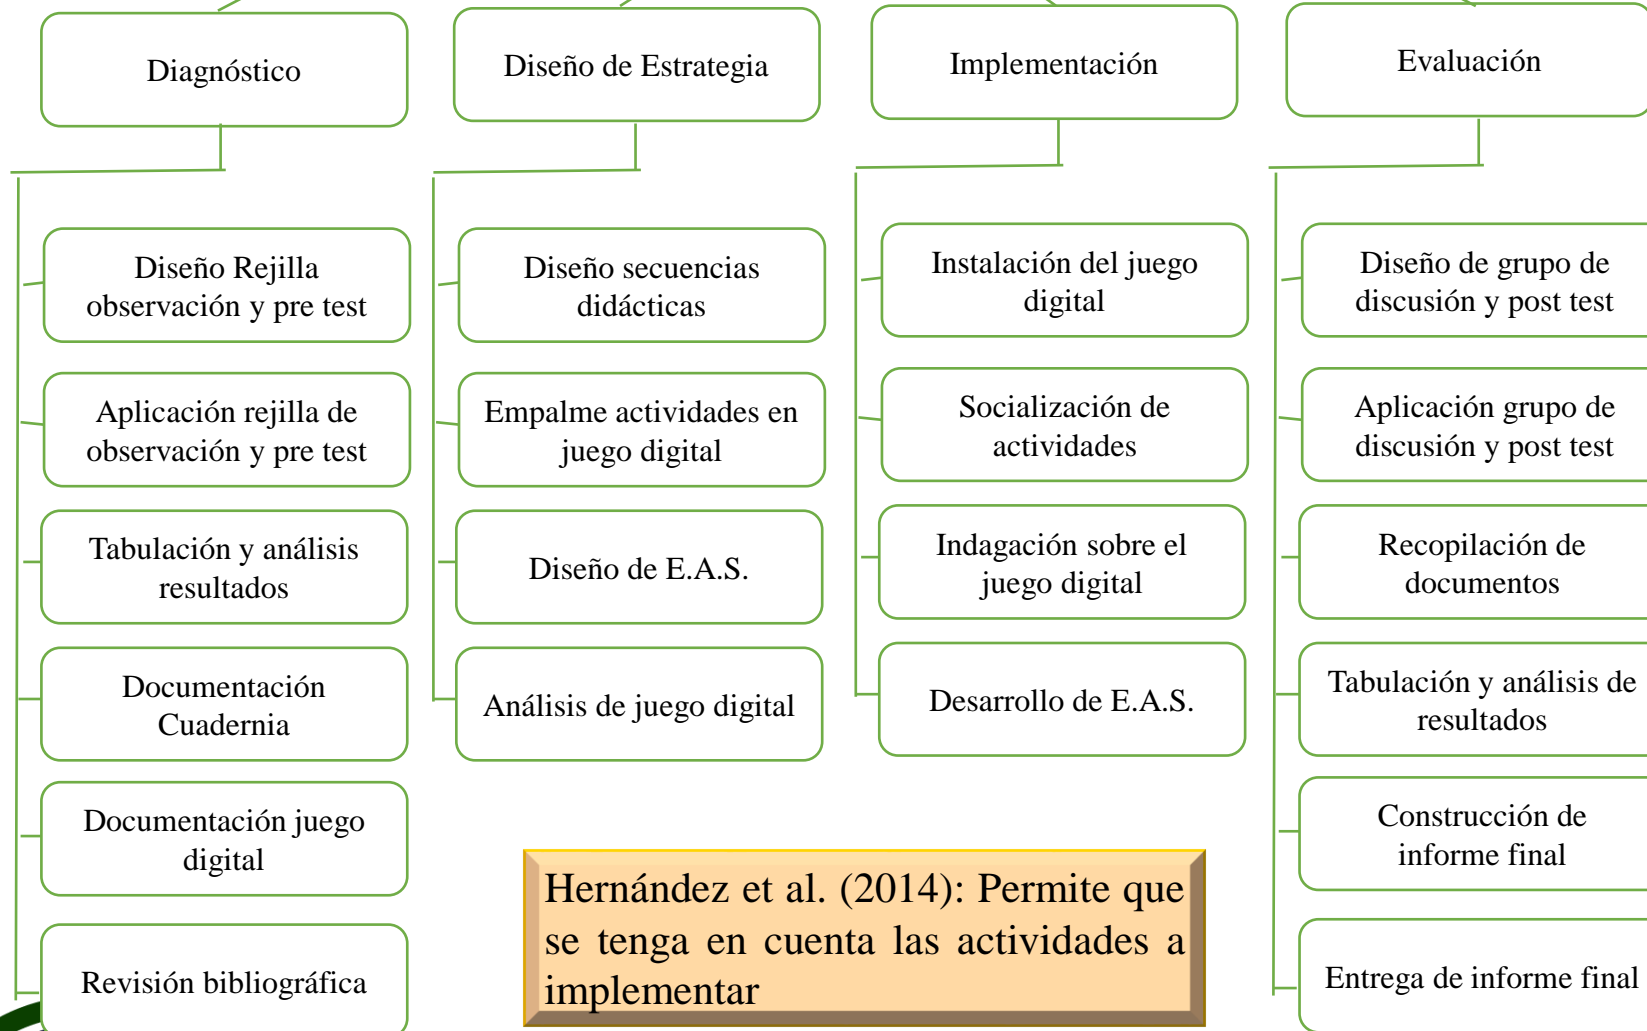 Diagnóstico
Diseño Rejilla
observación y pre test
Aplicación rejilla de
observación y pre test
Tabulación y análisis
resultados
Documentación
Cuadernia
Documentación juego
digital
Revisión bibliográfica
Diseño de Estrategia
Diseño secuencias
didácticas
Empalme actividades en
juego digital
Diseño de E.A.S.
Análisis de juego digital
Implementación
Instalación del juego
digital
Socialización de
actividades
Indagación sobre el
juego digital
Desarrollo de E.A.S.
Evaluación
Diseño de grupo de
discusión y post test
Aplicación grupo de
discusión y post test
Recopilación de
documentos
Tabulación y análisis de
resultados
Construcción de
informe final
Entrega de informe final
Hernández et al. (2014): Permite que
se tenga en cuenta las actividades a
implementar